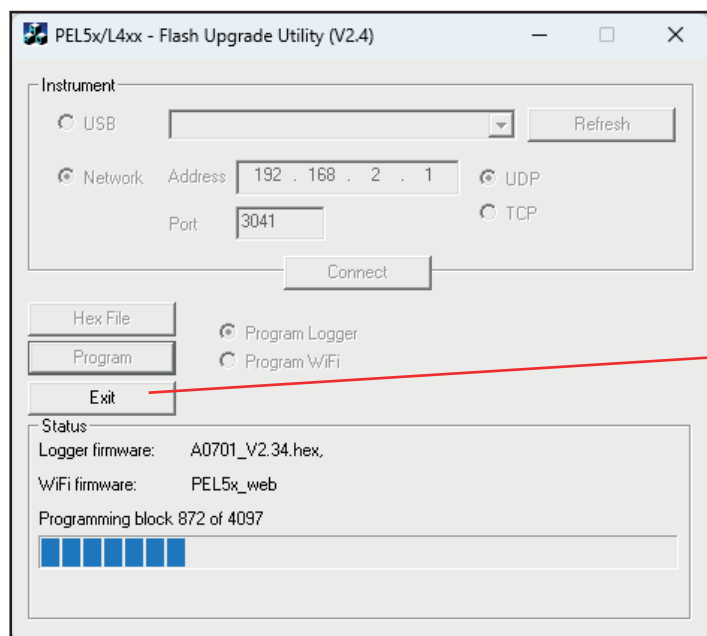 PEL5x/L4xx - Flash Upgrade Utility (V2.4)
Instrument
USB
Refresh
Network Address 192 . 168 . 2 . 1 UDP
Port 3041 TCP
Connect
Hex File
Program Logger
Program
Program WiFi
Exit
Status
Logger firmware: A0701_V2.34.hex,
WiFi firmware: PEL5x_web
Programming block 872 of 4097